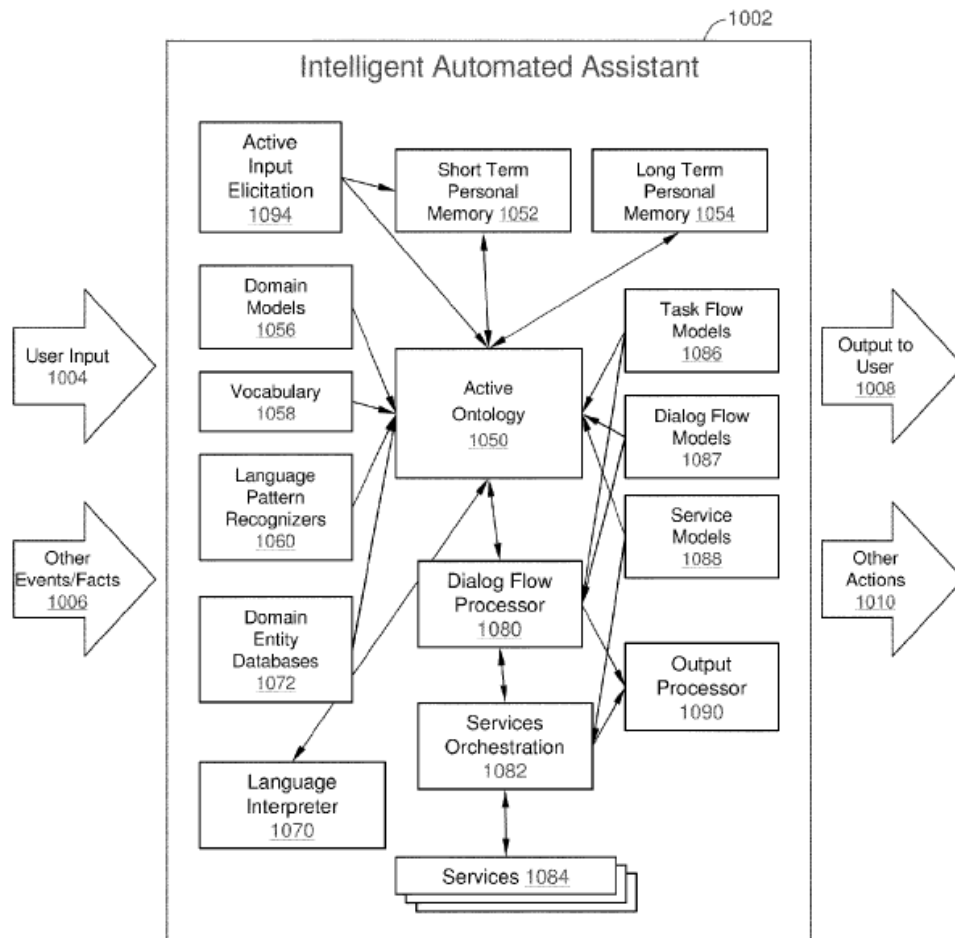 1002
Intelligent Automated Assistant
Active
Input
Elicitation
1094
Short Term
Personal
Memory 1052
Long Term
Personal
Memory 1054
Domain
Models
1056
Task Flow
Models
1086
User Input
1004
Output to
User
1008
Vocabulary
1058
Active
Ontology
1050
Dialog Flow
Models
1087
Language
Pattern
Recognizers
1060
Service
Models
1088
Other
Events/Facts
1006
Dialog Flow
Processor
1080
Other
Actions
1010
Domain
Entity
Databases
1072
Output
Processor
1090
Services
Orchestration
1082
Language
Interpreter
1070
Services 1084